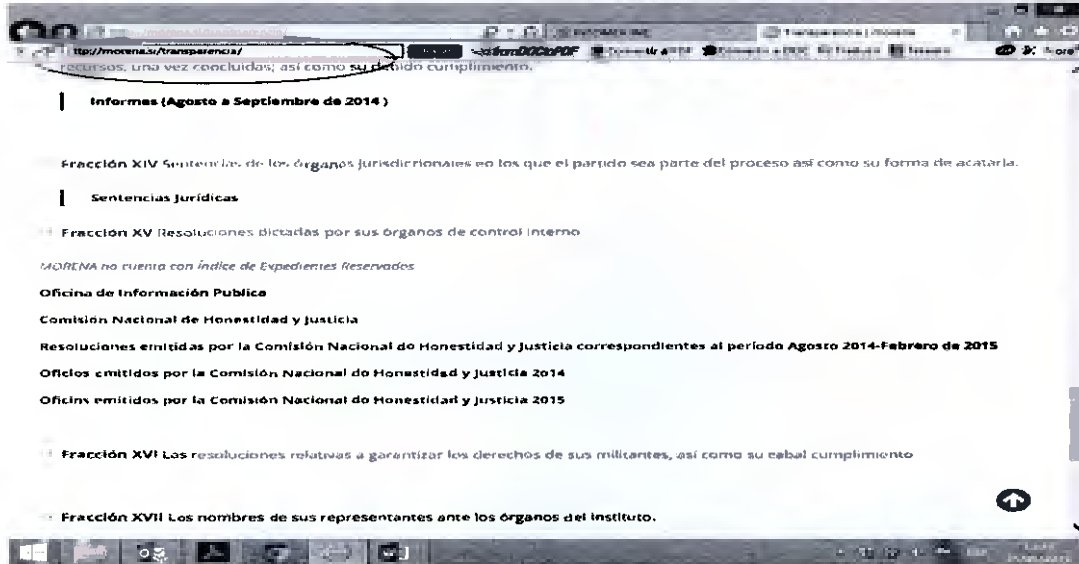 ttp://morena.si/transparencia/
fromDOCtoPDF
recursos, una vez concluidas; así como su debido cumplimiento.
Informes (Agosto a Septiembre de 2014 )
Fracción XIV Sentencias de los órganos jurisdiccionales en los que el partido sea parte del proceso así como su forma de acatarla.
Sentencias Jurídicas
Fracción XV Resoluciones dictadas por sus órganos de control interno
MORENA no cuenta con índice de Expedientes Reservados
Oficina de Información Publica
Comisión Nacional de Honestidad y Justicia
Resoluciones emitidas por la Comisión Nacional de Honestidad y Justicia correspondientes al período Agosto 2014-Febrero de 2015
Oficios emitidos por la Comisión Nacional de Honestidad y Justicia 2014
Oficios emitidos por la Comisión Nacional de Honestidad y Justicia 2015
Fracción XVI Las resoluciones relativas a garantizar los derechos de sus militantes, así como su cabal cumplimiento
Fracción XVII Los nombres de sus representantes ante los órganos del instituto.